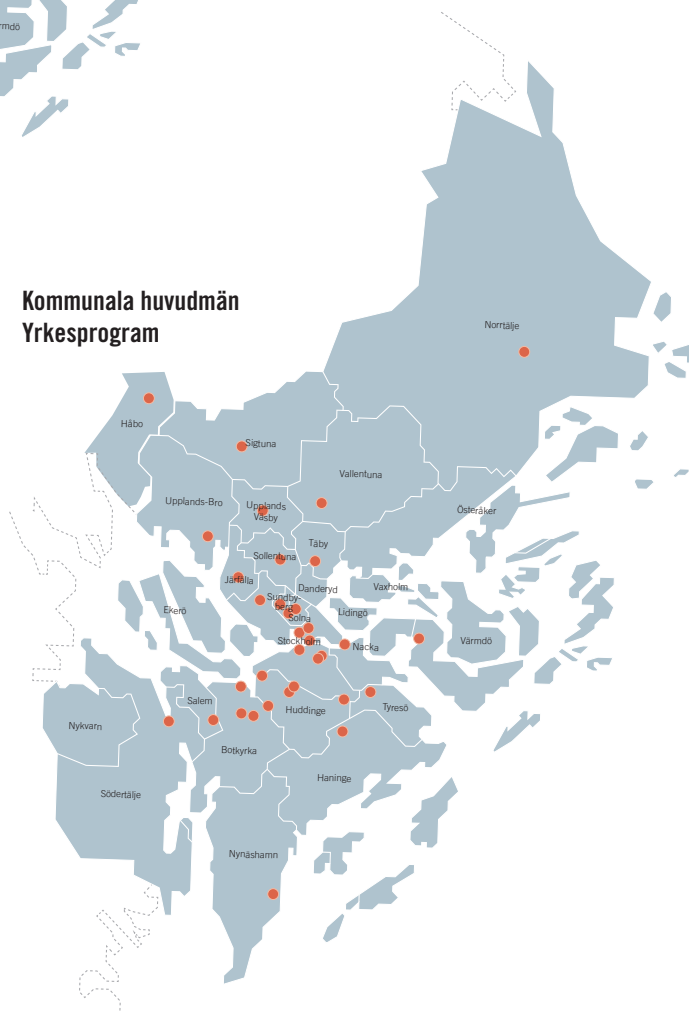 rmdö
Kommunala huvudmän
Yrkesprogram
Norrtälje
Håbo
Sigtuna
Vallentuna
Upplands-Bro
Upplands
Väsby
Österåker
Täby
Sollentuna
Järfälla
Danderyd
Vaxholm
Sundby-
berg
Ekerö
Lidingö
Solna
Stockholm
Nacka
Värmdö
Salem
Huddinge
Tyresö
Nykvarn
Botkyrka
Haninge
Södertälje
Nynäshamn